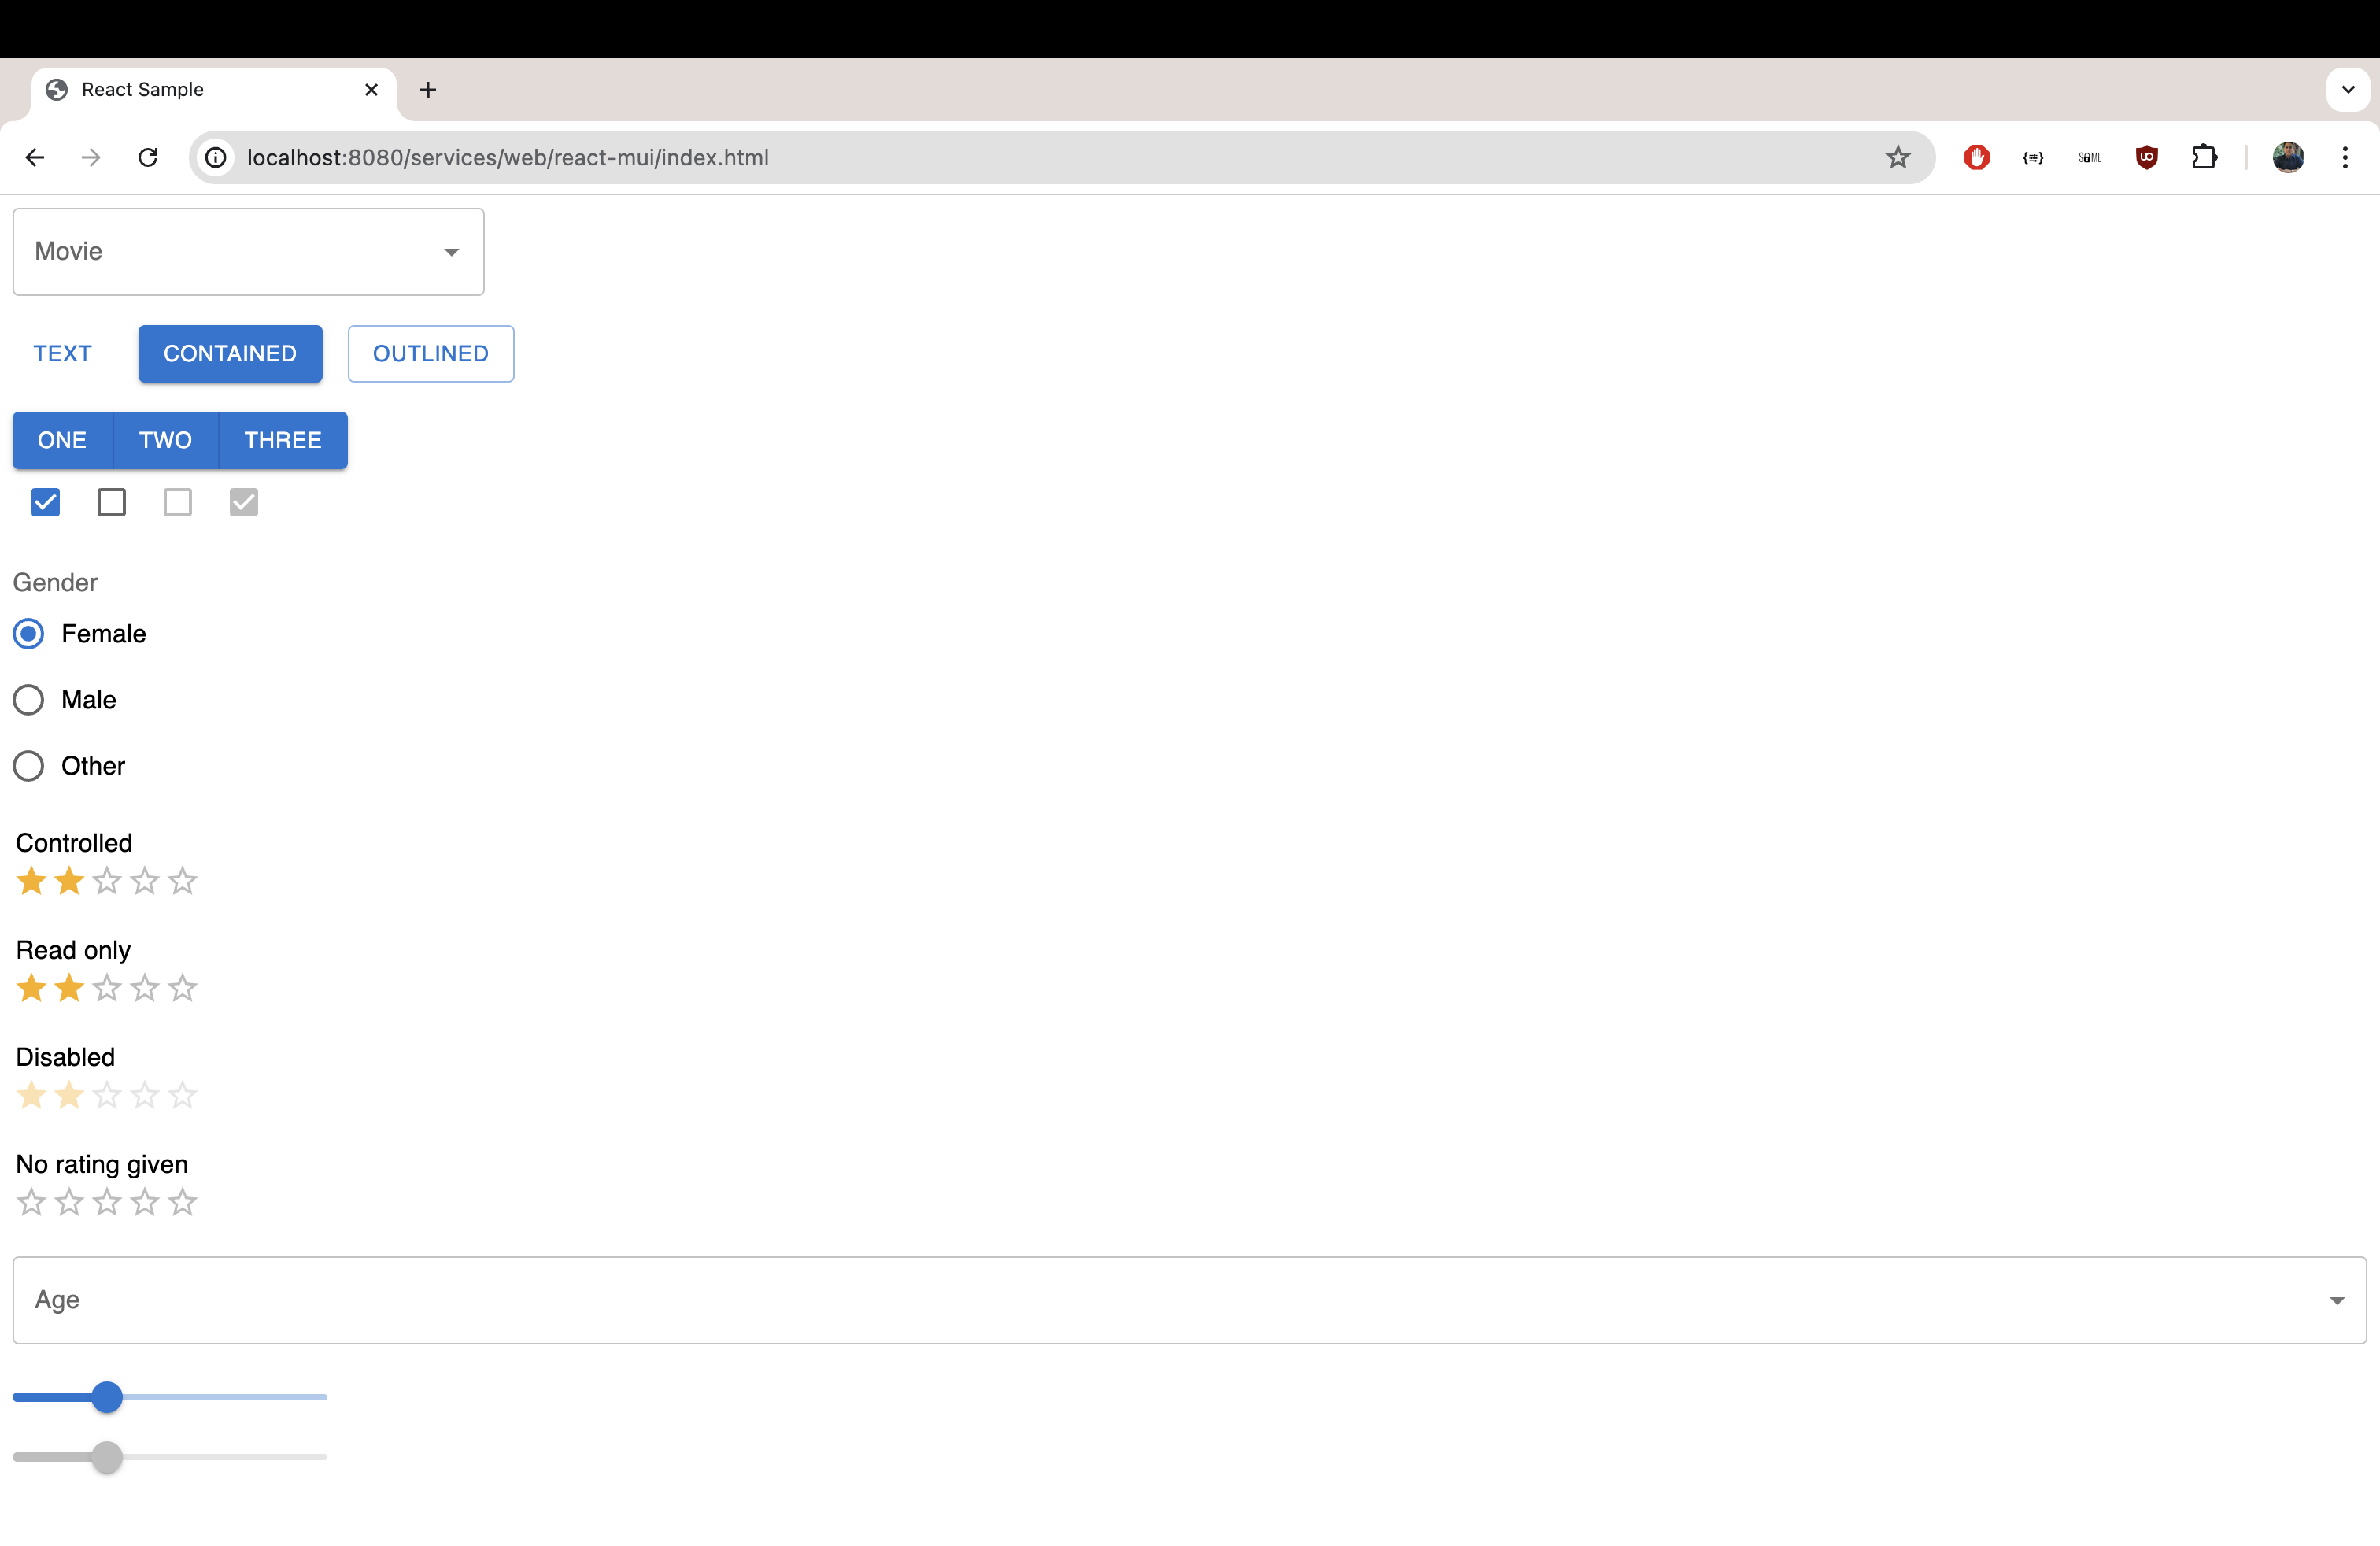 React Sample
localhost:8080/services/web/react-mui/index.html
Movie
TEXT CONTAINED OUTLINED
ONE TWO THREE
Gender
Female
Male
Other
Controlled
Read only
Disabled
No rating given
Age